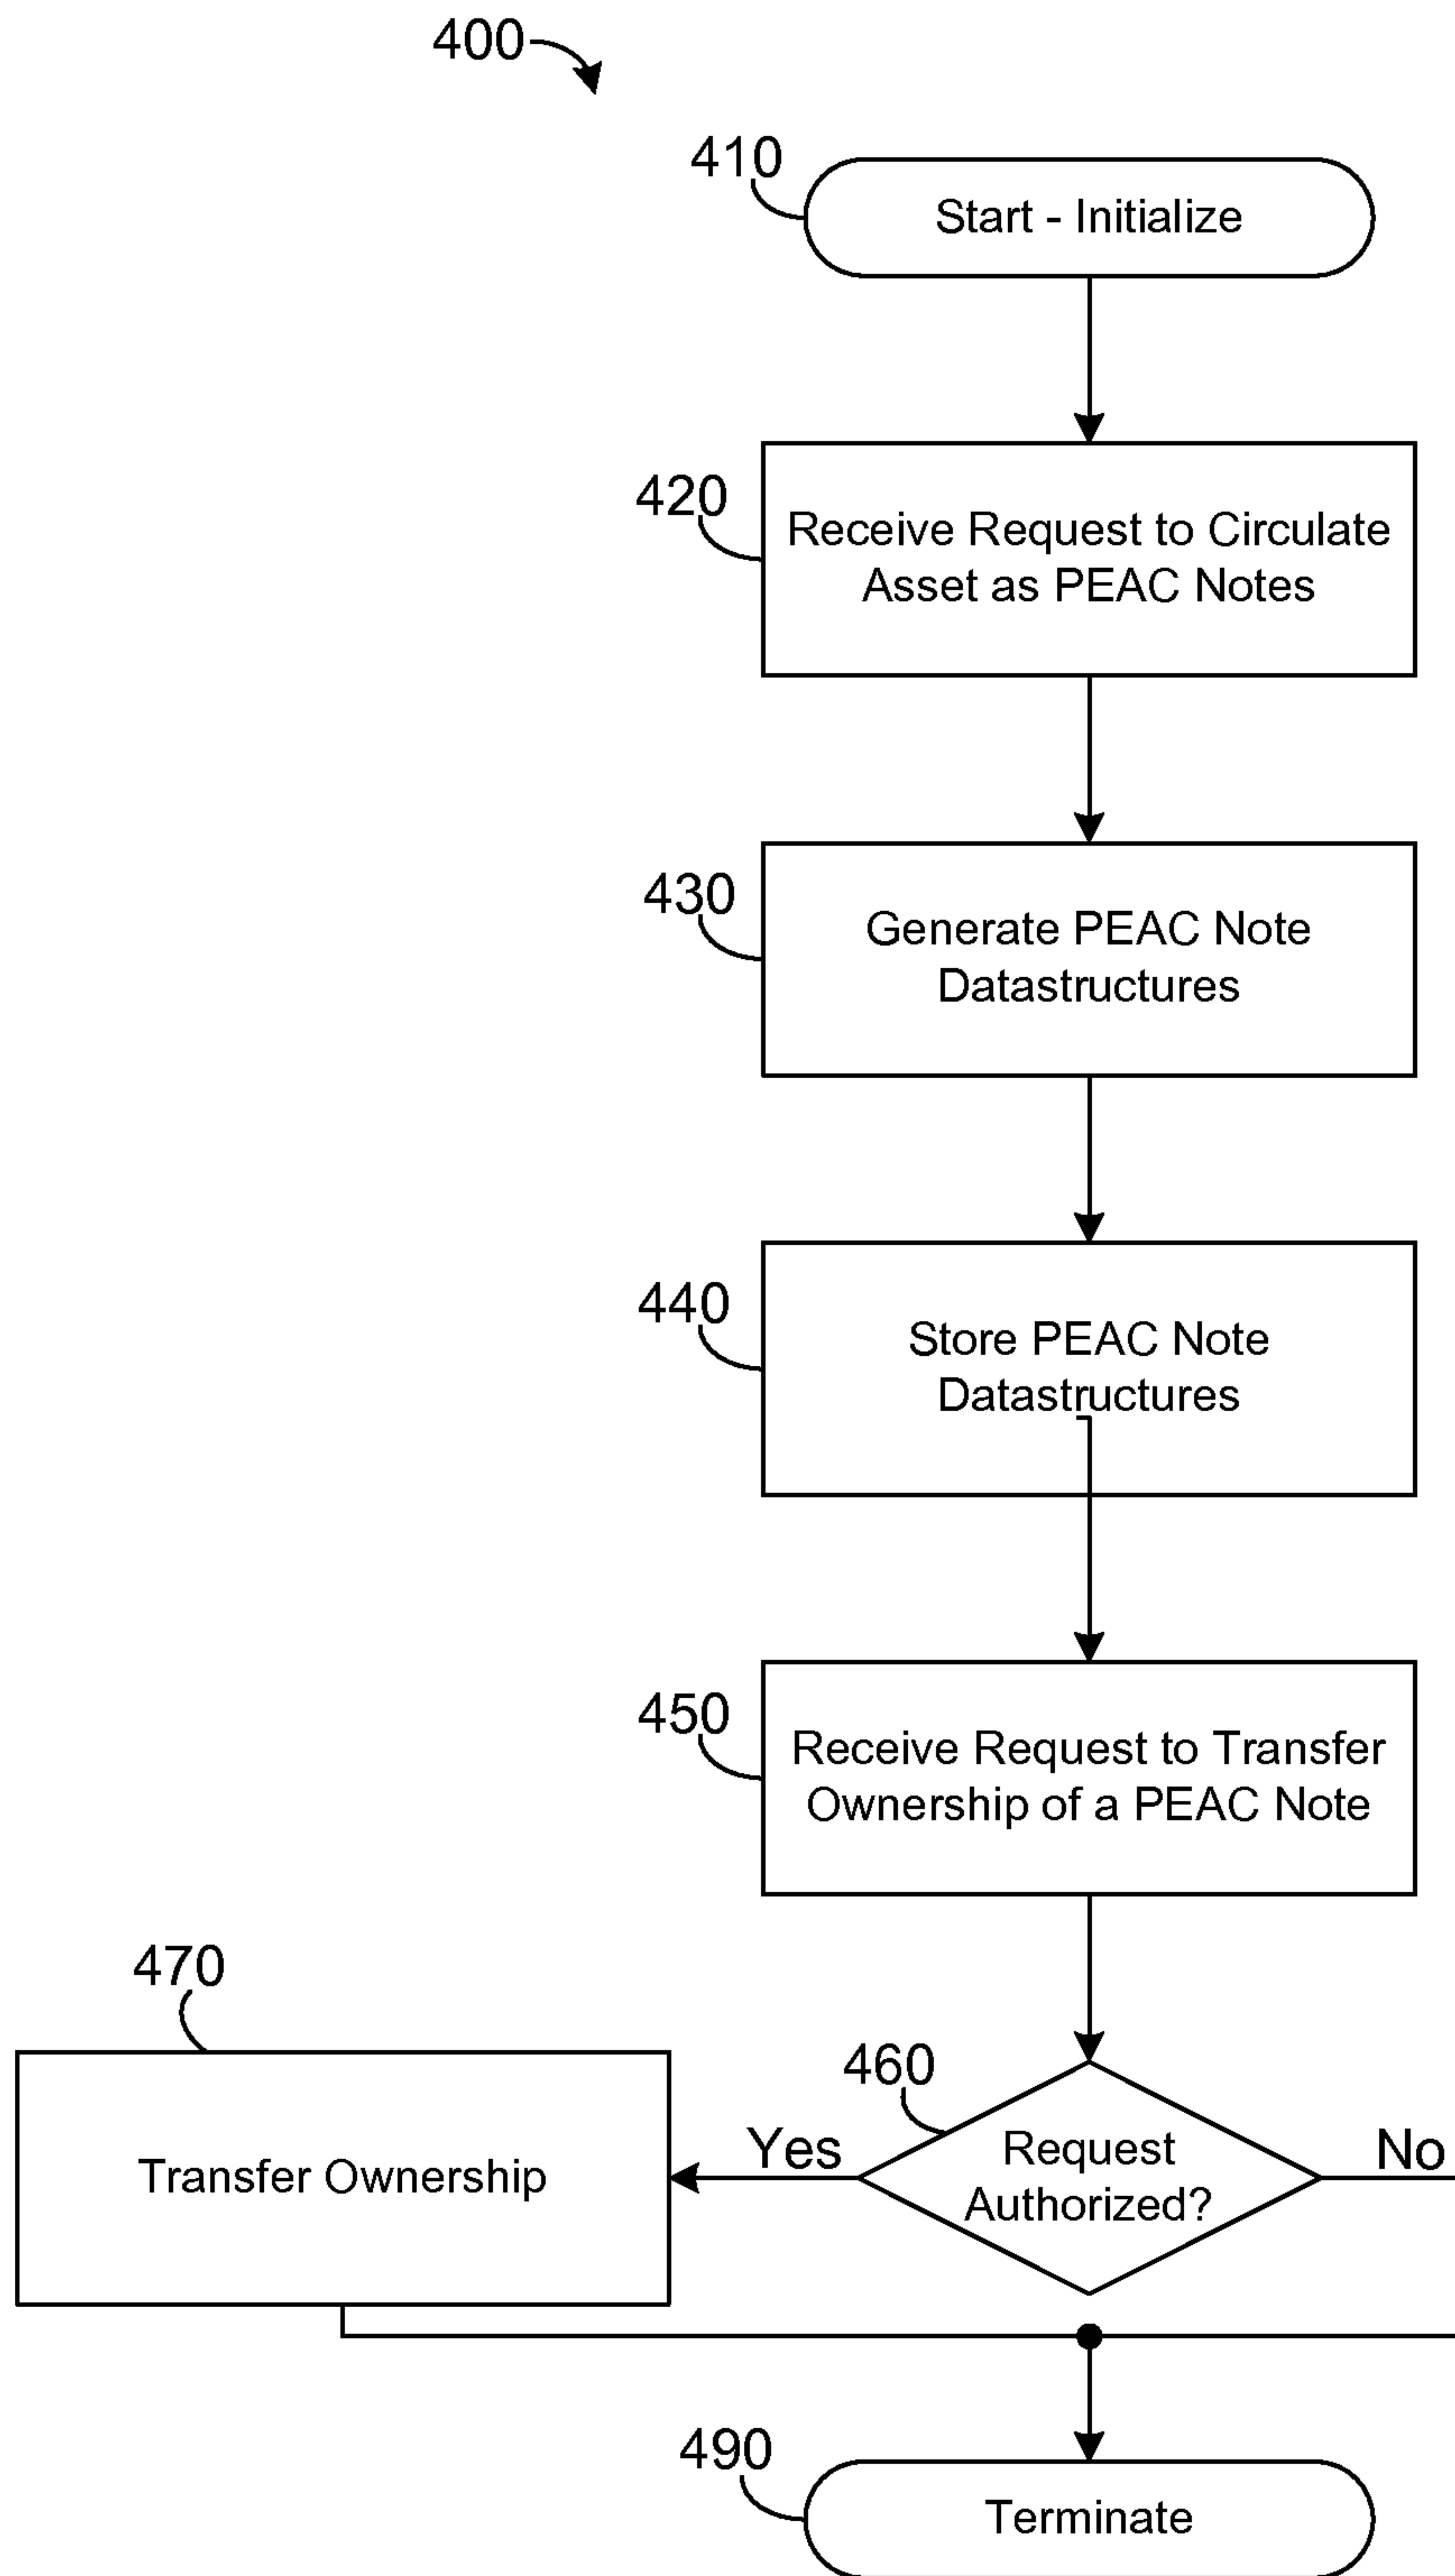 400
410
Start - Initialize
420
Receive Request to Circulate
Asset as PEAC Notes
430
Generate PEAC Note
Datastructures
440
Store PEAC Note
Datastructures
450
Receive Request to Transfer
Ownership of a PEAC Note
470
Transfer Ownership
460
Yes
Request
Authorized?
No
490
Terminate